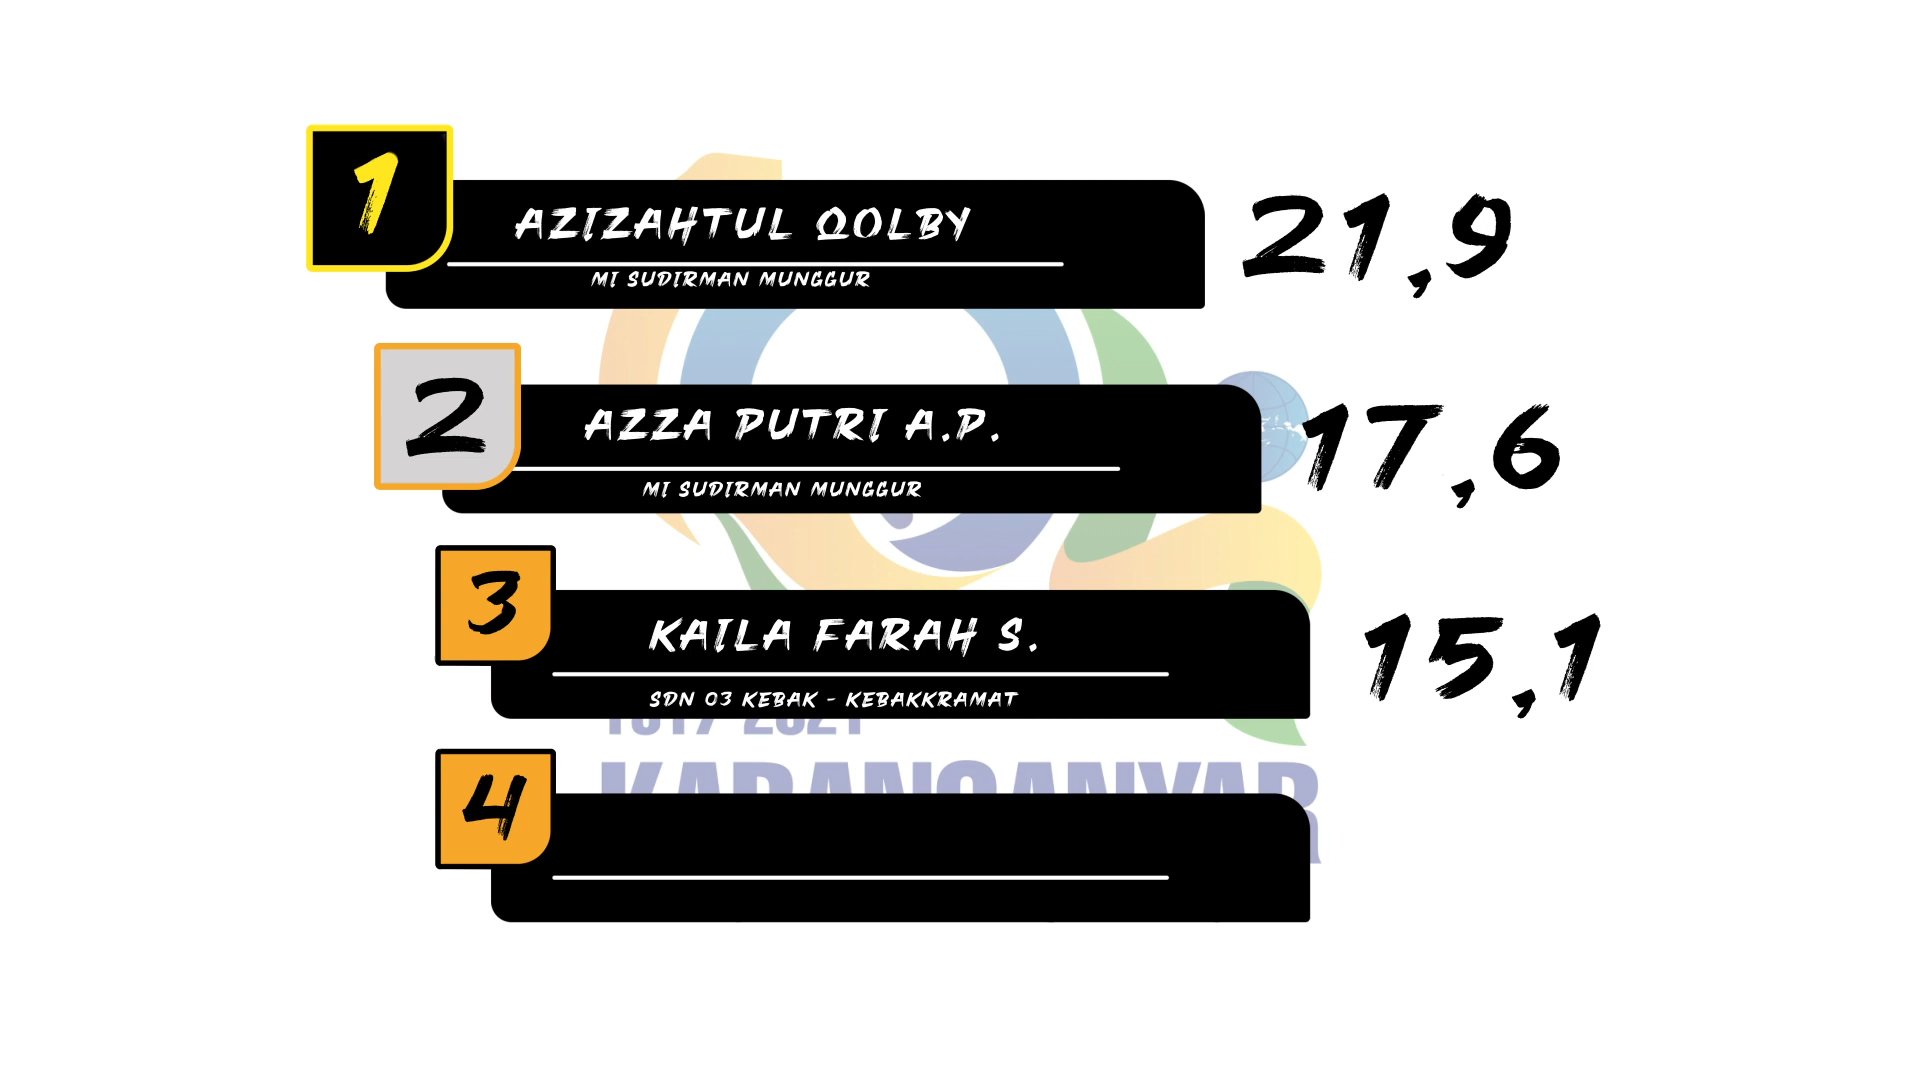 1
AZIZAHTUL QOLBY
21,9
MI SUDIRMAN MUNGGUR
2
AZZA PUTRI A.P.
17,6
MI SUDIRMAN MUNGGUR
3
KAILA FARAH S.
15,1
SDN 03 KEBAK - KEBAKKRAMAT
KARANGANYAR
4